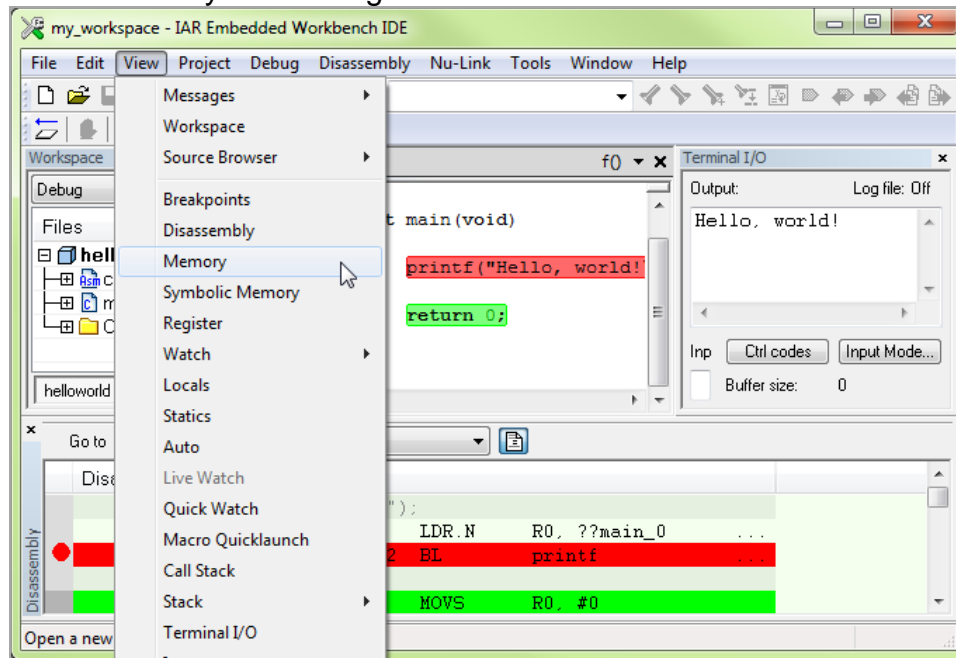 my_workspace - IAR Embedded Workbench IDE
File Edit View Project Debug Disassembly Nu-Link Tools Window Help
Messages
Workspace
Source Browser
Breakpoints
Disassembly
Memory
Symbolic Memory
Register
Watch
Locals
Statics
Auto
Live Watch
Quick Watch
Macro Quicklaunch
Call Stack
Stack
Terminal I/O
Workspace
Debug
Files
hell
Asm c
c m
C
helloworld
f()
t main(void)
printf("Hello, world!
return 0;
Terminal I/O
Output: Log file: Off
Hello, world!
Inp Ctrl codes Input Mode...
Buffer size: 0
Go to
Disa
");
LDR.N R0, ??main_0 ...
2 BL printf ...
MOVS R0, #0
Disassembly
Open a new